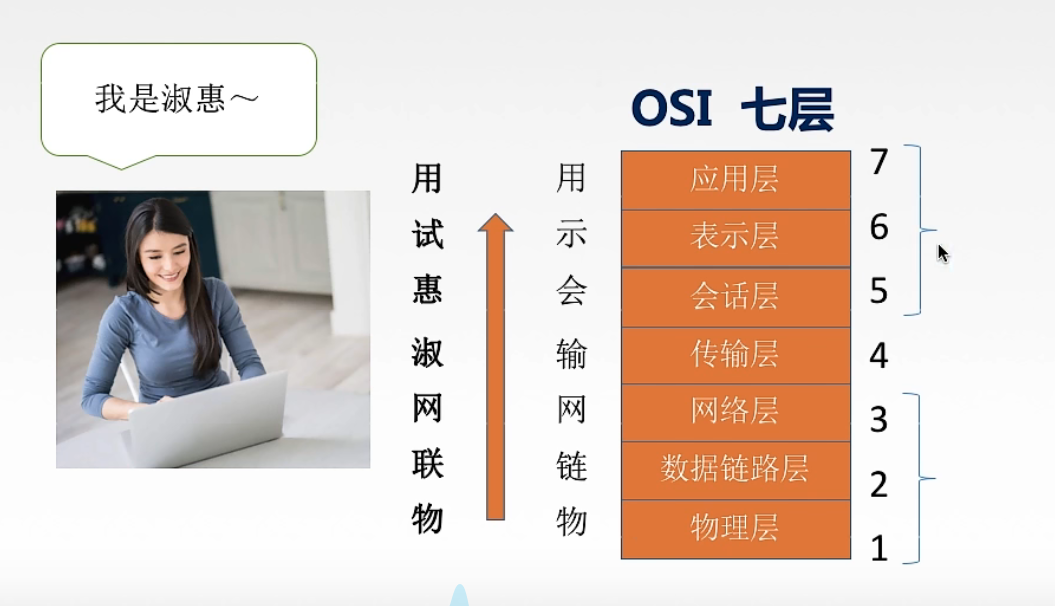 我是淑惠～
OSI 七层
用 用 应用层 7
试 示 表示层 6
惠 会 会话层 5
淑 输 传输层 4
网 网 网络层 3
联 链 数据链路层 2
物 物 物理层 1